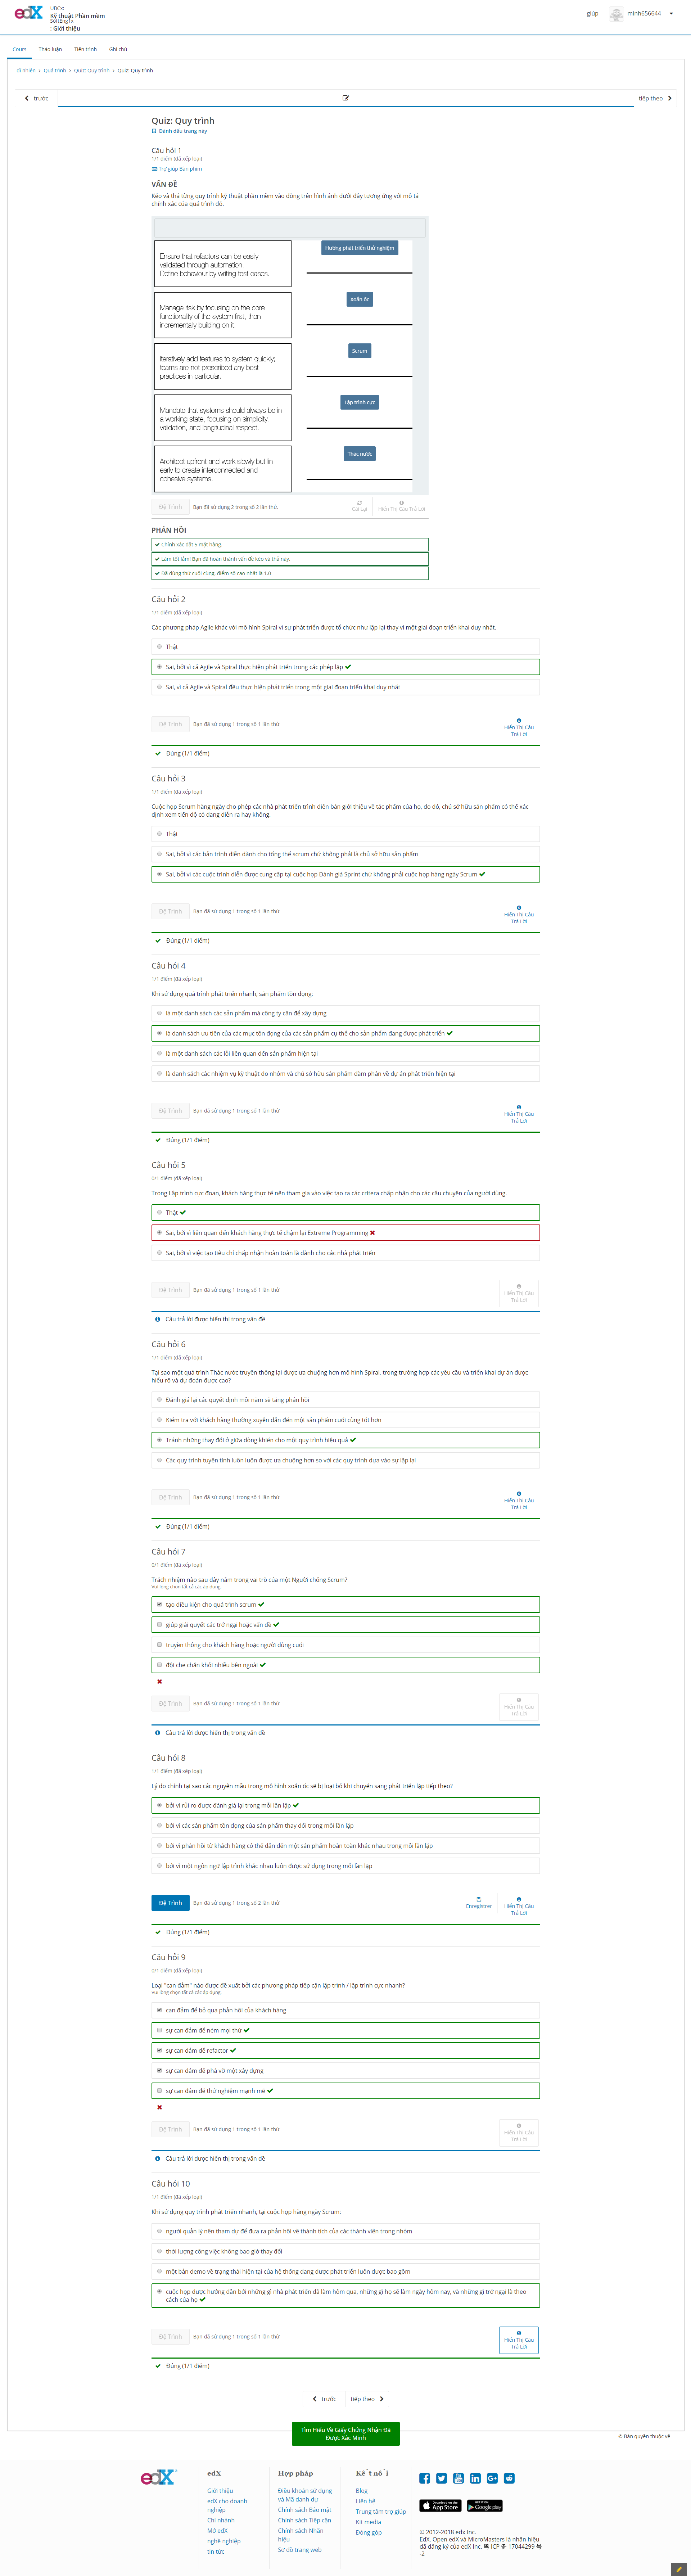 edX
UBCx:
Kỹ thuật Phần mềm
SoftEng1x
: Giới thiệu
giúp
minh656644
Cours
Thảo luận
Tiến trình
Ghi chú
dĩ nhiên > Quá trình > Quiz: Quy trình > Quiz: Quy trình
trước
tiếp theo
Quiz: Quy trình
Đánh dấu trang này
Câu hỏi 1
1/1 điểm (đã xếp loại)
Trợ giúp Bàn phím
VẤN ĐỀ
Kéo và thả từng quy trình kỹ thuật phần mềm vào dòng trên hình ảnh dưới đây tương ứng với mô tả
chính xác của quá trình đó.
Ensure that refactors can be easily
validated through automation.
Define behaviour by writing test cases.
Hướng phát triển thử nghiệm
Manage risk by focusing on the core
functionality of the system first, then
incrementally building on it.
Xoắn ốc
Iteratively add features to system quickly;
teams are not prescribed any best
practices in particular.
Scrum
Mandate that systems should always be in
a working state, focusing on simplicity,
validation, and longitudinal respect.
Lập trình cực
Architect upfront and work slowly but lin-
early to create interconnected and
cohesive systems.
Thác nước
Đệ Trình
Bạn đã sử dụng 2 trong số 2 lần thử.
Cài Lại
Hiển Thị Câu Trả Lời
PHẢN HỒI
Chính xác đặt 5 mặt hàng.
Làm tốt lắm! Bạn đã hoàn thành vấn đề kéo và thả này.
Đã dùng thử cuối cùng, điểm số cao nhất là 1.0
Câu hỏi 2
1/1 điểm (đã xếp loại)
Các phương pháp Agile khác với mô hình Spiral vì sự phát triển được tổ chức như lặp lại thay vì một giai đoạn triển khai duy nhất.
Thật
Sai, bởi vì cả Agile và Spiral thực hiện phát triển trong các phép lặp
Sai, vì cả Agile và Spiral đều thực hiện phát triển trong một giai đoạn triển khai duy nhất
Đệ Trình
Bạn đã sử dụng 1 trong số 1 lần thử
Hiển Thị Câu
Trả Lời
Đúng (1/1 điểm)
Câu hỏi 3
1/1 điểm (đã xếp loại)
Cuộc họp Scrum hàng ngày cho phép các nhà phát triển trình diễn bản giới thiệu về tác phẩm của họ, do đó, chủ sở hữu sản phẩm có thể xác
định xem tiến độ có đang diễn ra hay không.
Thật
Sai, bởi vì các bản trình diễn dành cho tổng thể scrum chứ không phải là chủ sở hữu sản phẩm
Sai, bởi vì các cuộc trình diễn được cung cấp tại cuộc họp Đánh giá Sprint chứ không phải cuộc họp hàng ngày Scrum
Đệ Trình
Bạn đã sử dụng 1 trong số 1 lần thử
Hiển Thị Câu
Trả Lời
Đúng (1/1 điểm)
Câu hỏi 4
1/1 điểm (đã xếp loại)
Khi sử dụng quá trình phát triển nhanh, sản phẩm tồn đọng:
là một danh sách các sản phẩm mà công ty cần để xây dựng
là danh sách ưu tiên của các mục tồn đọng của các sản phẩm cụ thể cho sản phẩm đang được phát triển
là một danh sách các lỗi liên quan đến sản phẩm hiện tại
là danh sách các nhiệm vụ kỹ thuật do nhóm và chủ sở hữu sản phẩm đàm phán về dự án phát triển hiện tại
Đệ Trình
Bạn đã sử dụng 1 trong số 1 lần thử
Hiển Thị Câu
Trả Lời
Đúng (1/1 điểm)
Câu hỏi 5
0/1 điểm (đã xếp loại)
Trong Lập trình cực đoan, khách hàng thực tế nên tham gia vào việc tạo ra các critera chấp nhận cho các câu chuyện của người dùng.
Thật
Sai, bởi vì liên quan đến khách hàng thực tế chậm lại Extreme Programming
Sai, bởi vì việc tạo tiêu chí chấp nhận hoàn toàn là dành cho các nhà phát triển
Đệ Trình
Bạn đã sử dụng 1 trong số 1 lần thử
Hiển Thị Câu
Trả Lời
Câu trả lời được hiển thị trong vấn đề
Câu hỏi 6
1/1 điểm (đã xếp loại)
Tại sao một quá trình Thác nước truyền thống lại được ưa chuộng hơn mô hình Spiral, trong trường hợp các yêu cầu và triển khai dự án được
hiểu rõ và dự đoán được cao?
Đánh giá lại các quyết định mỗi năm sẽ tăng phản hồi
Kiểm tra với khách hàng thường xuyên dẫn đến một sản phẩm cuối cùng tốt hơn
Tránh những thay đổi ở giữa dòng khiến cho một quy trình hiệu quả
Các quy trình tuyến tính luôn luôn được ưa chuộng hơn so với các quy trình dựa vào sự lặp lại
Đệ Trình
Bạn đã sử dụng 1 trong số 1 lần thử
Hiển Thị Câu
Trả Lời
Đúng (1/1 điểm)
Câu hỏi 7
0/1 điểm (đã xếp loại)
Trách nhiệm nào sau đây nằm trong vai trò của một Người chồng Scrum?
Vui lòng chọn tất cả các áp dụng.
tạo điều kiện cho quá trình scrum
giúp giải quyết các trở ngại hoặc vấn đề
truyền thông cho khách hàng hoặc người dùng cuối
đội che chắn khỏi nhiễu bên ngoài
Đệ Trình
Bạn đã sử dụng 1 trong số 1 lần thử
Hiển Thị Câu
Trả Lời
Câu trả lời được hiển thị trong vấn đề
Câu hỏi 8
1/1 điểm (đã xếp loại)
Lý do chính tại sao các nguyên mẫu trong mô hình xoắn ốc sẽ bị loại bỏ khi chuyển sang phát triển lặp tiếp theo?
bởi vì rủi ro được đánh giá lại trong mỗi lần lặp
bởi vì các sản phẩm tồn đọng của sản phẩm thay đổi trong mỗi lần lặp
bởi vì phản hồi từ khách hàng có thể dẫn đến một sản phẩm hoàn toàn khác nhau trong mỗi lần lặp
bởi vì một ngôn ngữ lập trình khác nhau luôn được sử dụng trong mỗi lần lặp
Đệ Trình
Bạn đã sử dụng 1 trong số 2 lần thử
Enregistrer
Hiển Thị Câu
Trả Lời
Đúng (1/1 điểm)
Câu hỏi 9
0/1 điểm (đã xếp loại)
Loại "can đảm" nào được đề xuất bởi các phương pháp tiếp cận lập trình / lập trình cực nhanh?
Vui lòng chọn tất cả các áp dụng.
can đảm để bỏ qua phản hồi của khách hàng
sự can đảm để ném mọi thứ
sự can đảm để refactor
sự can đảm để phá vỡ một xây dựng
sự can đảm để thử nghiệm mạnh mẽ
Đệ Trình
Bạn đã sử dụng 1 trong số 1 lần thử
Hiển Thị Câu
Trả Lời
Câu trả lời được hiển thị trong vấn đề
Câu hỏi 10
1/1 điểm (đã xếp loại)
Khi sử dụng quy trình phát triển nhanh, tại cuộc họp hàng ngày Scrum:
người quản lý nên tham dự để đưa ra phản hồi về thành tích của các thành viên trong nhóm
thời lượng công việc không bao giờ thay đổi
một bản demo về trạng thái hiện tại của hệ thống đang được phát triển luôn được bao gồm
cuộc họp được hướng dẫn bởi những gì nhà phát triển đã làm hôm qua, những gì họ sẽ làm ngày hôm nay, và những gì trở ngại là theo
cách của họ
Đệ Trình
Bạn đã sử dụng 1 trong số 1 lần thử
Hiển Thị Câu
Trả Lời
Đúng (1/1 điểm)
trước
tiếp theo
Tìm Hiểu Về Giấy Chứng Nhận Đã
Được Xác Minh
© Bản quyền thuộc về
edX
edX
Giới thiệu
edX cho doanh
nghiệp
Chi nhánh
Mở edX
nghề nghiệp
tin tức
Hợp pháp
Điều khoản sử dụng
và Mã danh dự
Chính sách Bảo mật
Chính sách Tiếp cận
Chính sách Nhãn
hiệu
Sơ đồ trang web
Kết nối
Blog
Liên hệ
Trung tâm trợ giúp
Kit media
Đóng góp
Download on the
App Store
Google play
© 2012-2018 edx Inc.
EdX, Open edX và MicroMasters là nhãn hiệu
đã đăng ký của edX Inc. 粵 ICP 备 17044299 号
-2